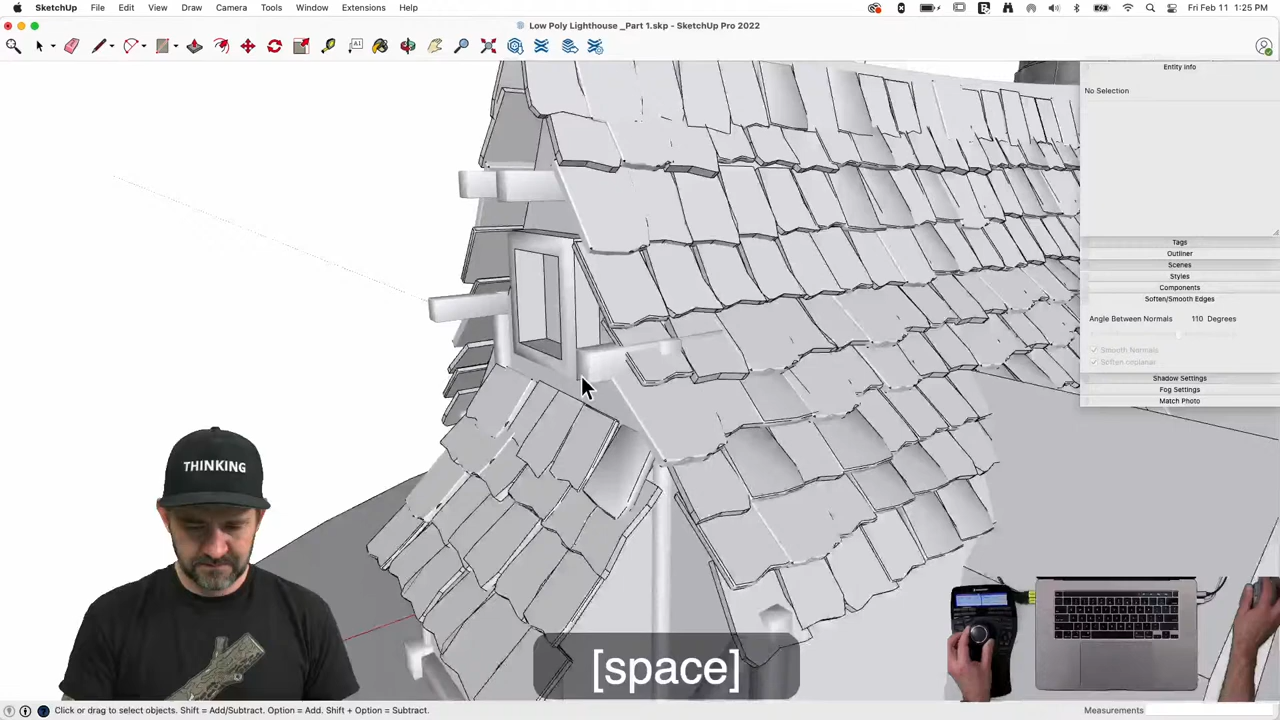 SketchUp File Edit View Draw Camera Tools Window Extensions Help
Fri Feb 11 1:25 PM
Low Poly Lighthouse _Part 1.skp - SketchUp Pro 2022
Entity Info
No Selection
Tags
Outliner
Scenes
Styles
Components
Soften/Smooth Edges
Angle Between Normals 110 Degrees
Smooth Normals
Soften coplanar
Shadow Settings
Fog Settings
Match Photo
THINKING
[space]
Click or drag to select objects. Shift = Add/Subtract. Option = Add. Shift + Option = Subtract.
Measurements